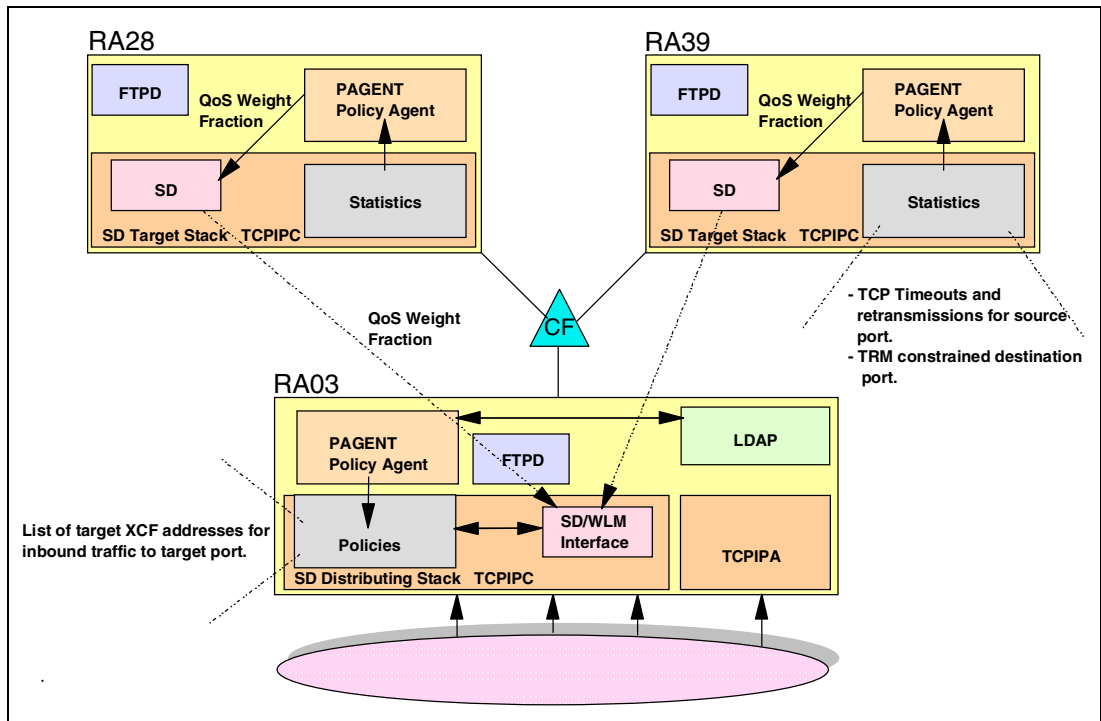 RA28
FTPD
QoS Weight
Fraction
PAGENT
Policy Agent
SD
Statistics
SD Target Stack TCPIPC
RA39
FTPD
QoS Weight
Fraction
PAGENT
Policy Agent
SD
Statistics
SD Target Stack TCPIPC
QoS Weight
Fraction
CF
- TCP Timeouts and
retransmissions for source
port.
- TRM constrained destination
port.
RA03
PAGENT
Policy Agent
FTPD
LDAP
List of target XCF addresses for
inbound traffic to target port.
Policies
SD/WLM
Interface
SD Distributing Stack TCPIPC
TCPIPA
.